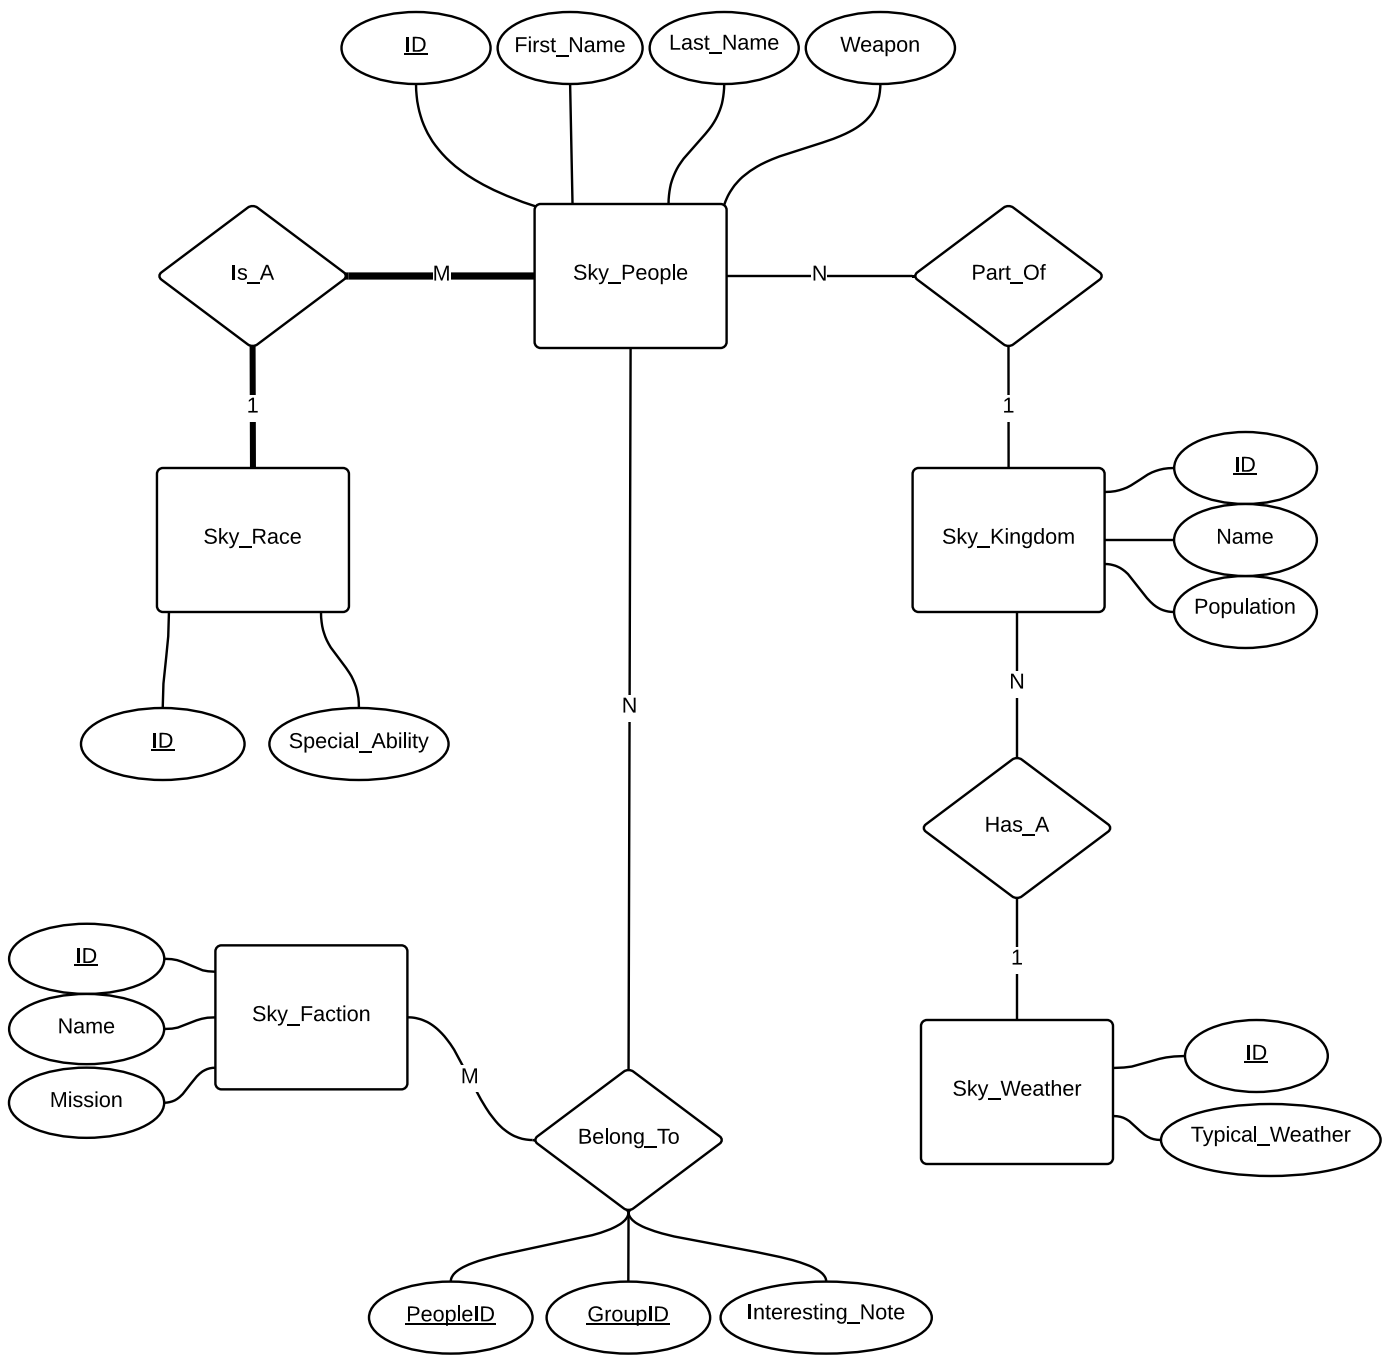 ID
First_Name
Last_Name
Weapon
Is_A
M
Sky_People
N
Part_Of
1
1
ID
Sky_Race
Sky_Kingdom
Name
Population
N
N
ID
Special_Ability
Has_A
ID
1
Sky_Faction
Name
ID
M
Sky_Weather
Mission
Belong_To
Typical_Weather
PeopleID
GroupID
Interesting_Note